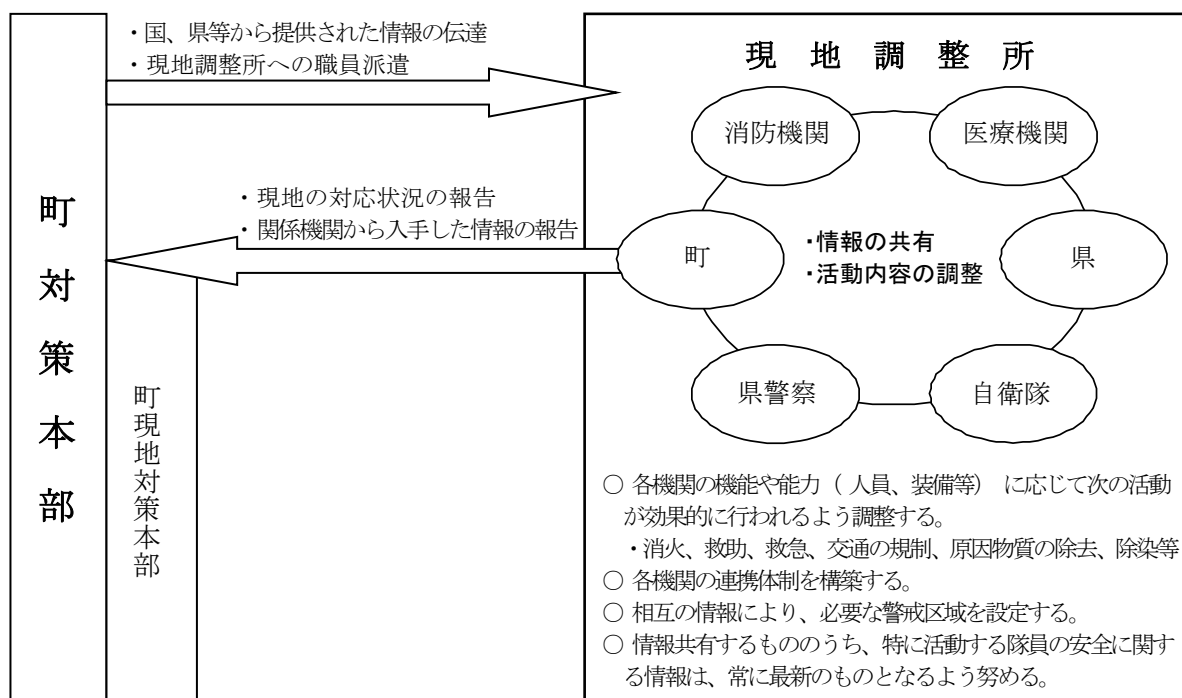 ・国、県等から提供された情報の伝達
・現地調整所への職員派遣
・現地の対応状況の報告
・関係機関から入手した情報の報告
町対策本部
町現地対策本部
現地調整所
消防機関
医療機関
町
・情報の共有
・活動内容の調整
県
県警察
自衛隊
○ 各機関の機能や能力（ 人員、装備等） に応じて次の活動
が効果的に行われるよう調整する。
・消火、救助、救急、交通の規制、原因物質の除去、除染等
○ 各機関の連携体制を構築する。
○ 相互の情報により、必要な警戒区域を設定する。
○ 情報共有するもののうち、特に活動する隊員の安全に関す
る情報は、常に最新のものとなるよう努める。